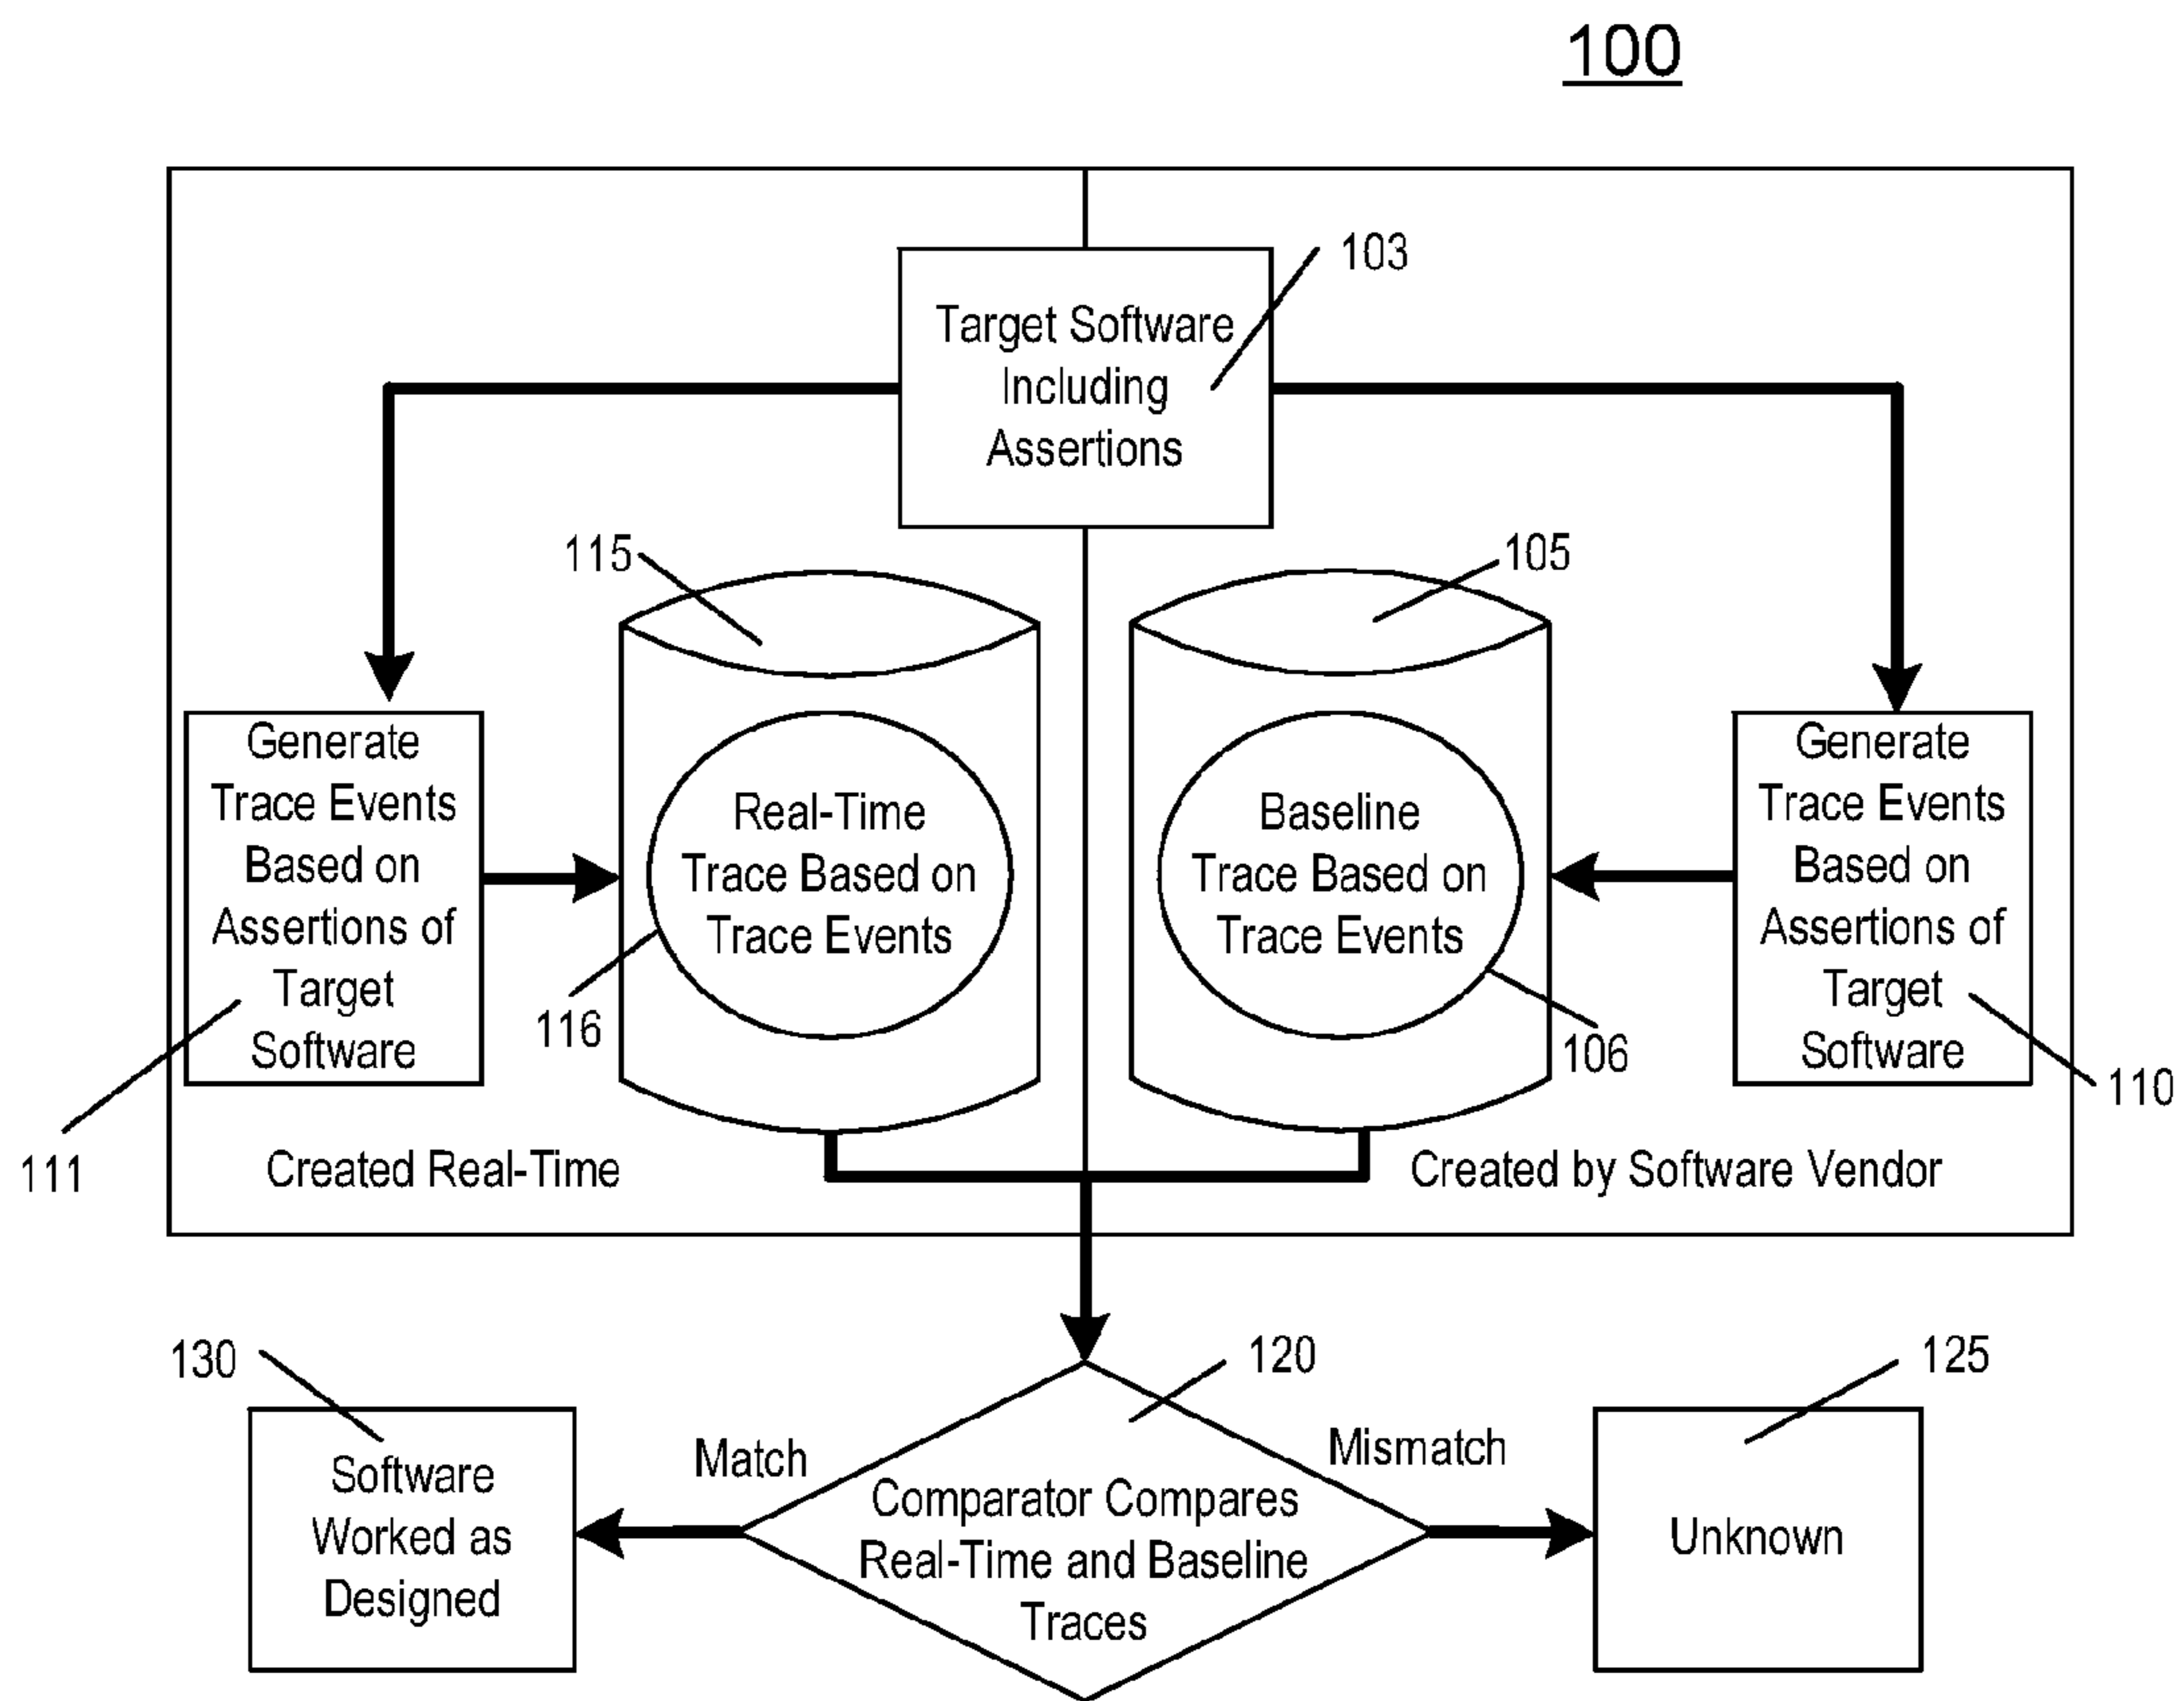 100
103
Target Software
Including
Assertions
115
105
Generate
Trace Events
Based on
Assertions of
Target
Software
Real-Time
Trace Based on
Trace Events
Baseline
Trace Based on
Trace Events
Generate
Trace Events
Based on
Assertions of
Target
Software
116
106
110
111
Created Real-Time
Created by Software Vendor
130
120
125
Match
Mismatch
Software
Worked as
Designed
Comparator Compares
Real-Time and Baseline
Traces
Unknown